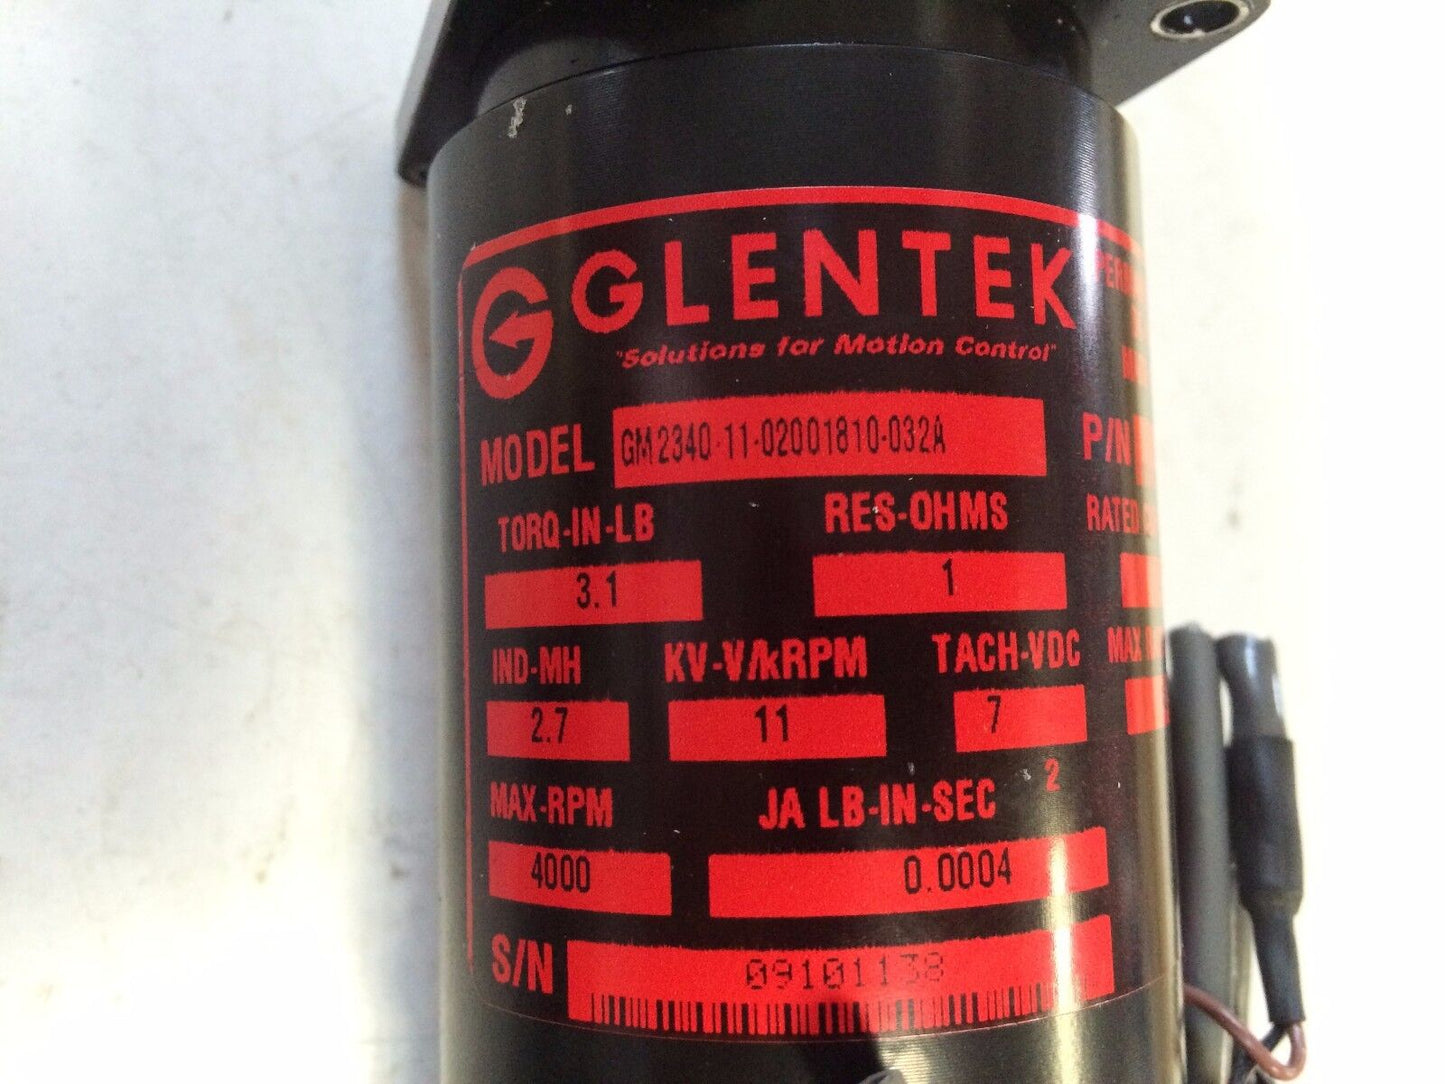 G GLENTEK
"Solutions for Motion Control"
MODEL GM2340-11-02001810-032A P/N
TORQ-IN-LB RES-OHMS RATED
3.1 1
IND-MH KV-V/kRPM TACH-VDC MAX
2.7 11 7
MAX-RPM JA LB-IN-SEC 2
4000 0.0004
S/N 09101138